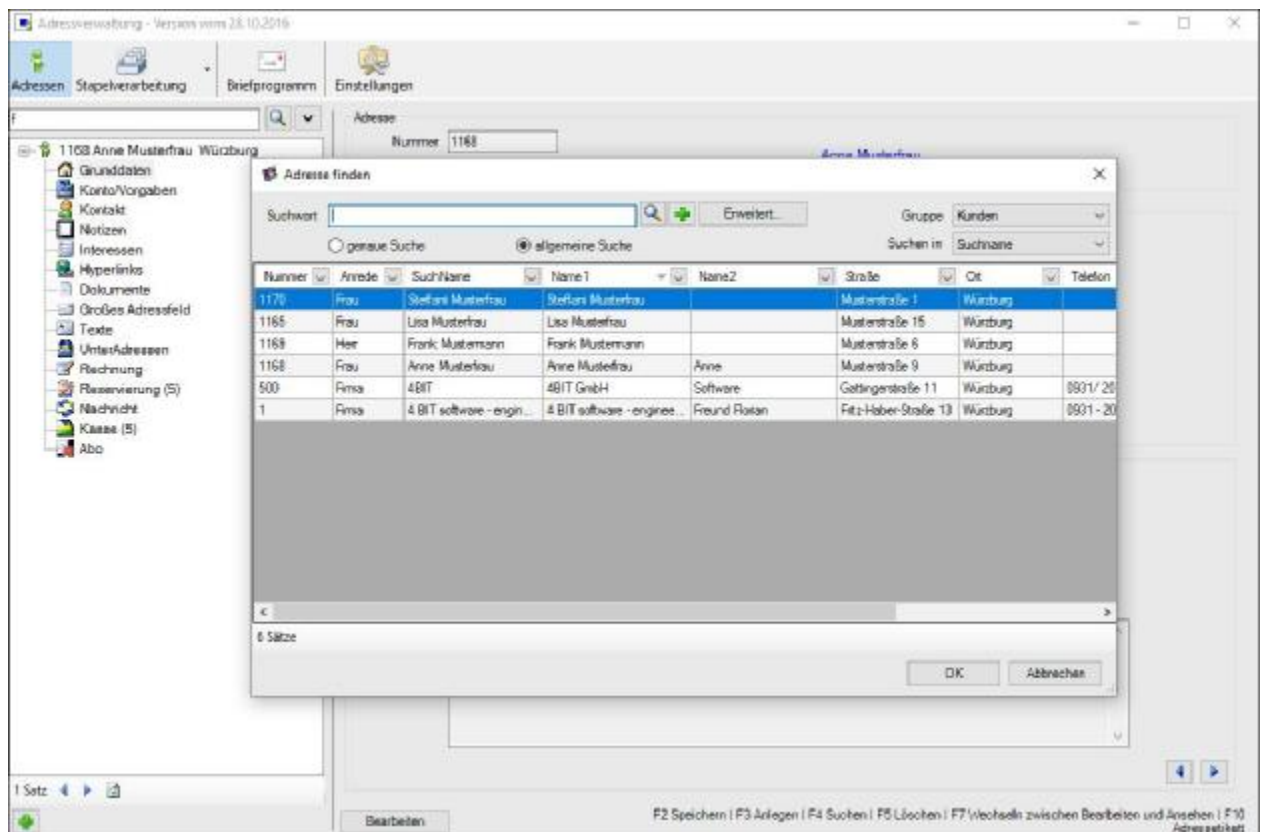 Adressverwaltung - Version vom 28.10.2016
Adressen Stapelverarbeitung Briefprogramm Einstellungen
f
Adresse
Nummer 1168
1168 Anne Musterfrau Würzburg
Anne Musterfrau
Grunddaten
Konto/Vorgaben
Kontakt
Notizen
Interessen
Hyperlinks
Dokumente
Großes Adressfeld
Texte
UnterAdressen
Rechnung
Reservierung (5)
Nachricht
Kasse (5)
Abo
Adresse finden
Suchwort Erweitert... Gruppe Kunden
genaue Suche allgemeine Suche Suchen in Suchname
Nummer Anrede SuchName Name1 Name2 Straße Ort Telefon
1170 Frau Steffani Musterfrau Steffani Musterfrau Musterstraße 1 Würzburg
1165 Frau Lisa Musterfrau Lisa Musterfrau Musterstraße 15 Würzburg
1169 Herr Frank Mustermann Frank Mustermann Musterstraße 6 Würzburg
1168 Frau Anne Musterfrau Anne Musterfrau Anne Musterstraße 9 Würzburg
500 Firma 4BIT 4BIT GmbH Software Gattingerstraße 11 Würzburg 0931/ 20
1 Firma 4 BIT software - engin... 4 BIT software - enginee... Freund Florian Fritz-Haber-Straße 13 Würzburg 0931 - 20
6 Sätze
OK Abbrechen
1 Satz
Bearbeiten
F2 Speichern | F3 Anlegen | F4 Suchen | F5 Löschen | F7 Wechseln zwischen Bearbeiten und Ansehen | F10
Adressetikett